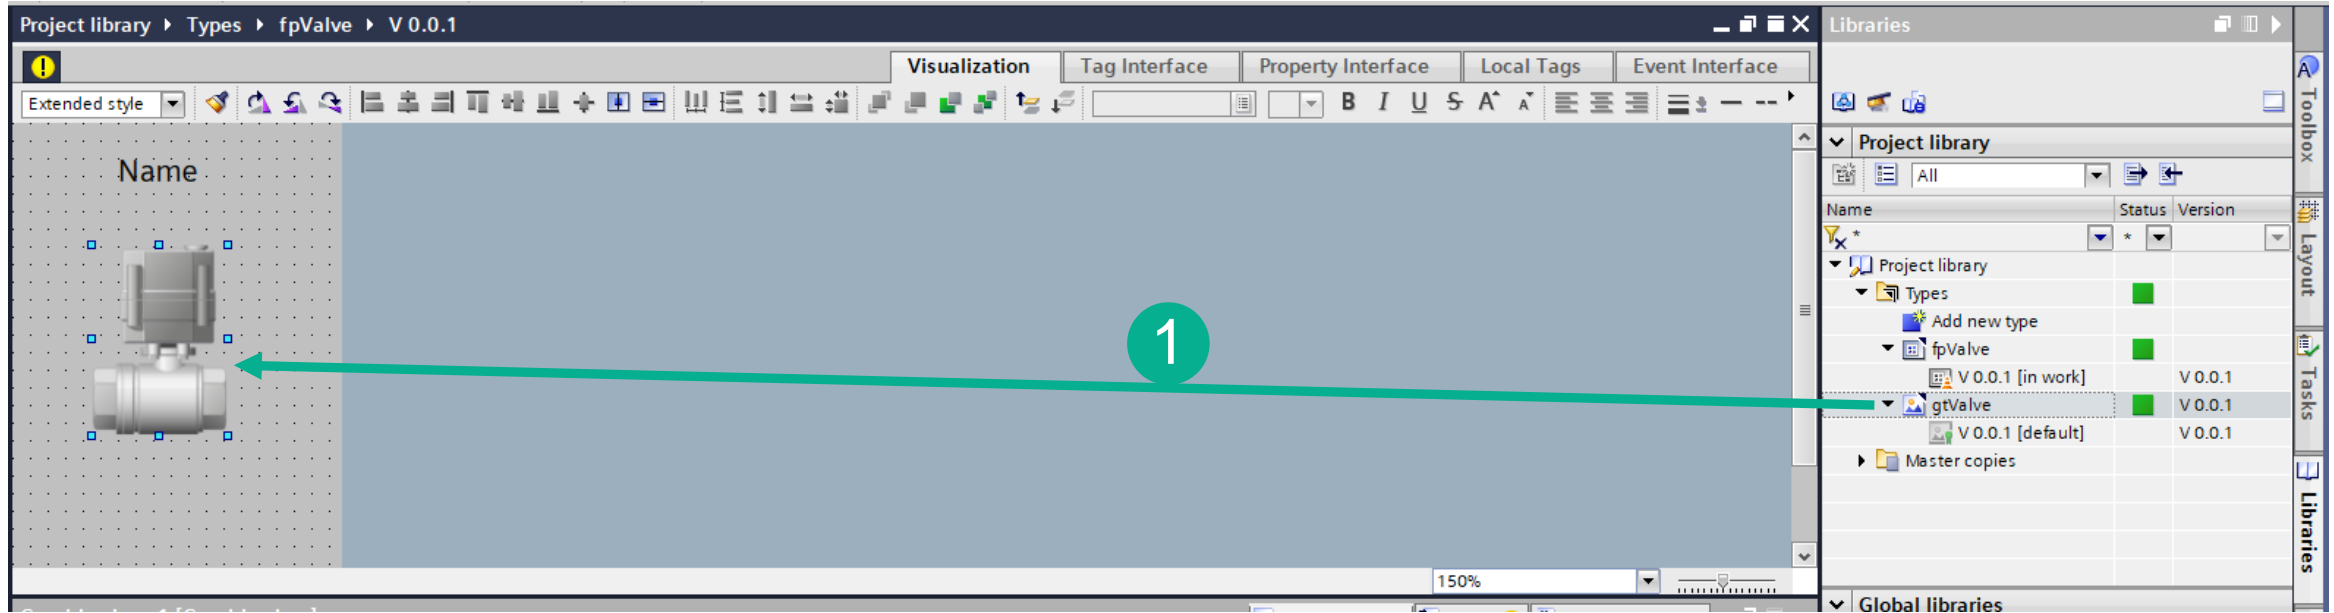 Project library ▸ Types ▸ fpValve ▸ V 0.0.1
Visualization
Tag Interface
Property Interface
Local Tags
Event Interface
Extended style
B I U S A A
Name
1
150%
Libraries
Project library
All
Name Status Version
* *
Project library
Types
Add new type
fpValve
V 0.0.1 [in work] V 0.0.1
gtValve V 0.0.1
V 0.0.1 [default] V 0.0.1
Master copies
Global libraries
Toolbox
Layout
Tasks
Libraries